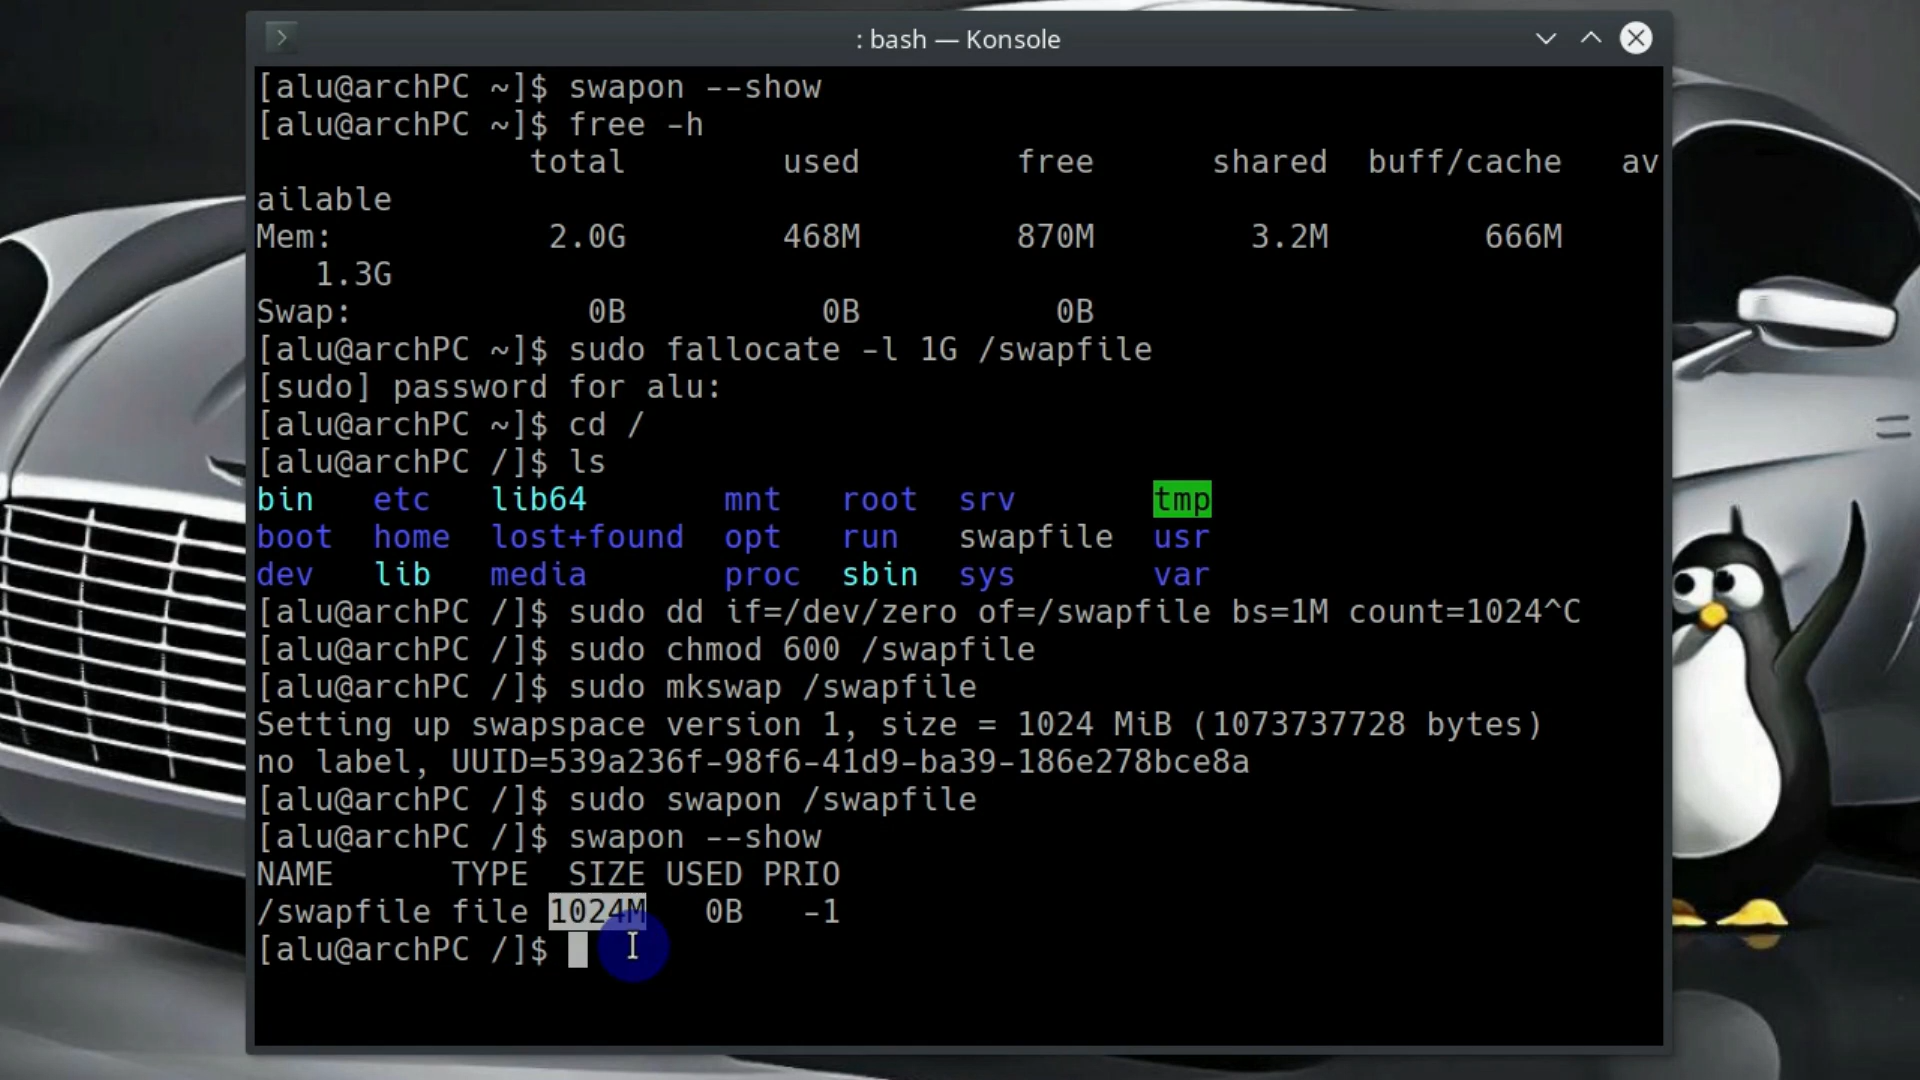 : bash — Konsole
[alu@archPC ~]$ swapon --show
[alu@archPC ~]$ free -h
total used free shared buff/cache av
ailable
Mem: 2.0G 468M 870M 3.2M 666M
1.3G
Swap: 0B 0B 0B
[alu@archPC ~]$ sudo fallocate -l 1G /swapfile
[sudo] password for alu:
[alu@archPC ~]$ cd /
[alu@archPC /]$ ls
bin etc lib64 mnt root srv tmp
boot home lost+found opt run swapfile usr
dev lib media proc sbin sys var
[alu@archPC /]$ sudo dd if=/dev/zero of=/swapfile bs=1M count=1024^C
[alu@archPC /]$ sudo chmod 600 /swapfile
[alu@archPC /]$ sudo mkswap /swapfile
Setting up swapspace version 1, size = 1024 MiB (1073737728 bytes)
no label, UUID=539a236f-98f6-41d9-ba39-186e278bce8a
[alu@archPC /]$ sudo swapon /swapfile
[alu@archPC /]$ swapon --show
NAME TYPE SIZE USED PRIO
/swapfile file 1024M 0B -1
[alu@archPC /]$